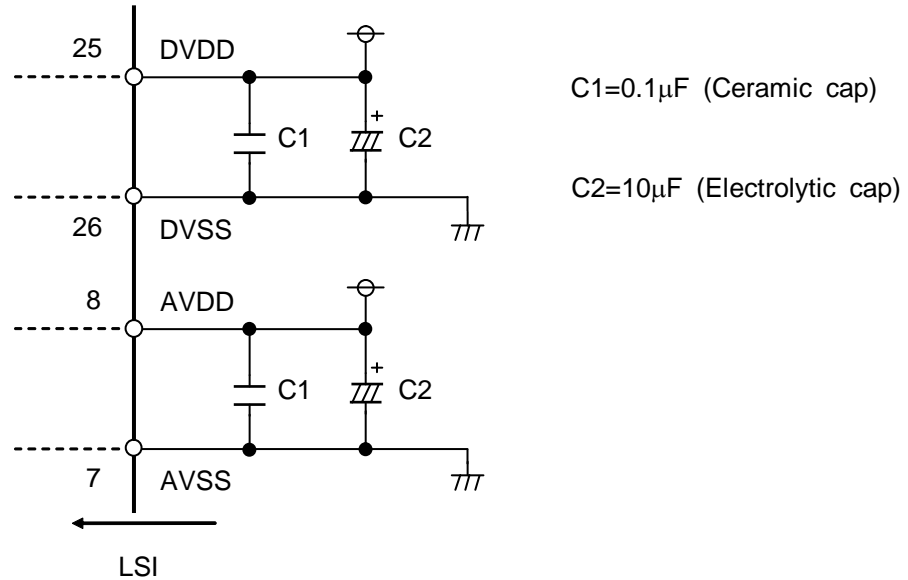 25 DVDD
C1=0.1μF (Ceramic cap)
+
C1 C2
C2=10μF (Electrolytic cap)
26 DVSS
8 AVDD
+
C1 C2
7 AVSS
LSI